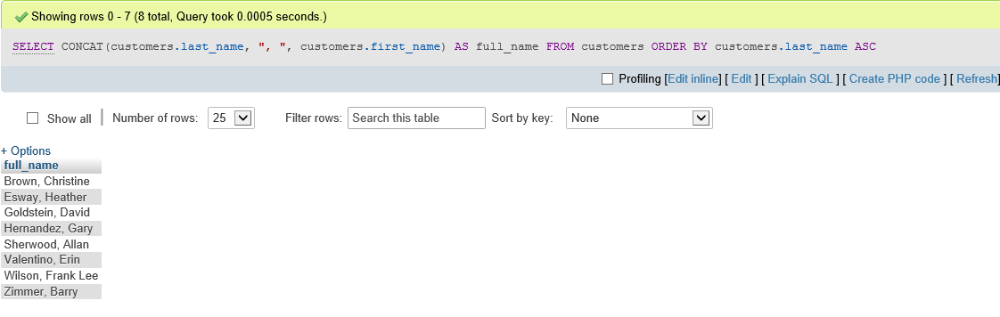 Showing rows 0 - 7 (8 total, Query took 0.0005 seconds.)
SELECT CONCAT(customers.last_name, ", ", customers.first_name) AS full_name FROM customers ORDER BY customers.last_name ASC
Profiling [Edit inline] [ Edit ] [ Explain SQL ] [ Create PHP code ] [ Refresh]
Show all | Number of rows: 25 Filter rows: Search this table Sort by key: None
+ Options
full_name
Brown, Christine
Esway, Heather
Goldstein, David
Hernandez, Gary
Sherwood, Allan
Valentino, Erin
Wilson, Frank Lee
Zimmer, Barry